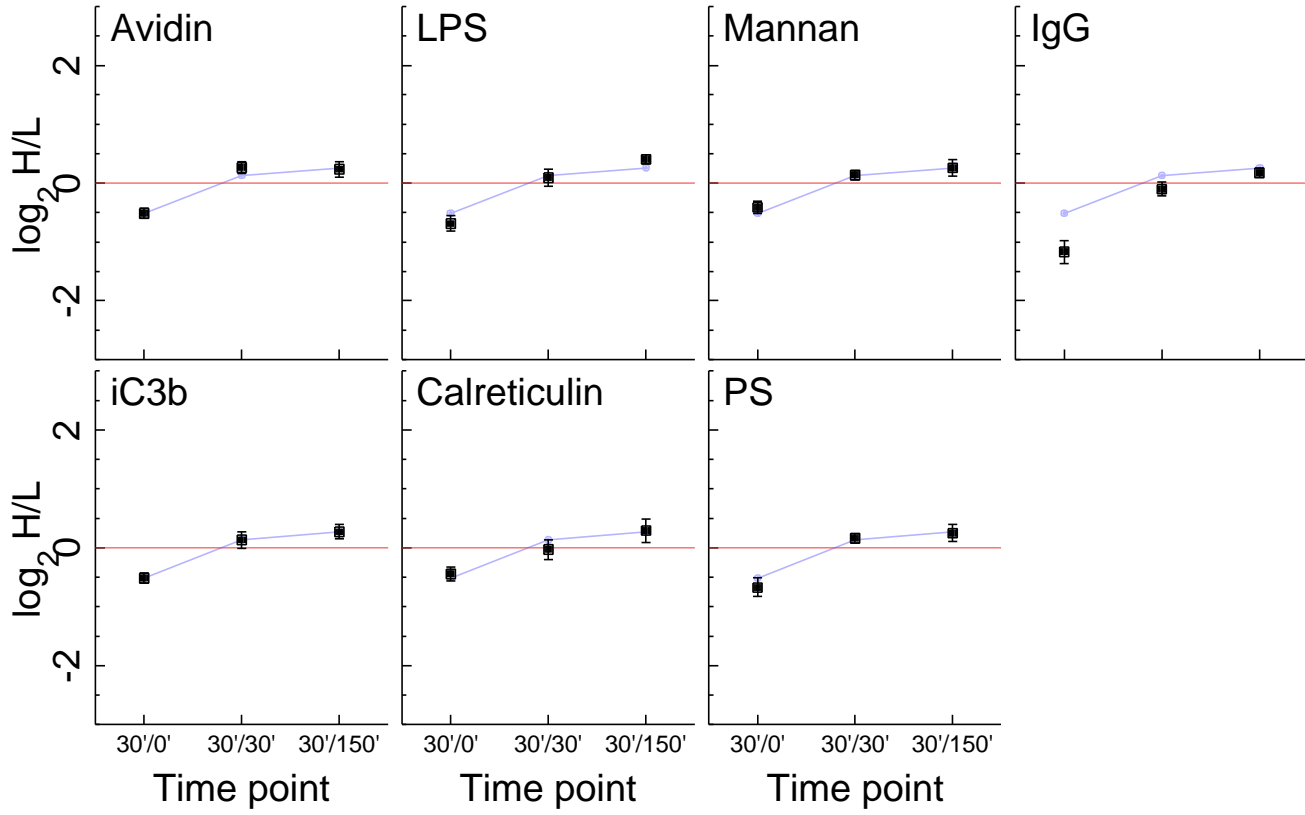 Avidin
LPS
Mannan
IgG
2
0
-2
log2 H/L
iC3b
Calreticulin
PS
2
0
-2
log2 H/L
30'/0' 30'/30' 30'/150'
30'/0' 30'/30' 30'/150'
30'/0' 30'/30' 30'/150'
Time point
Time point
Time point